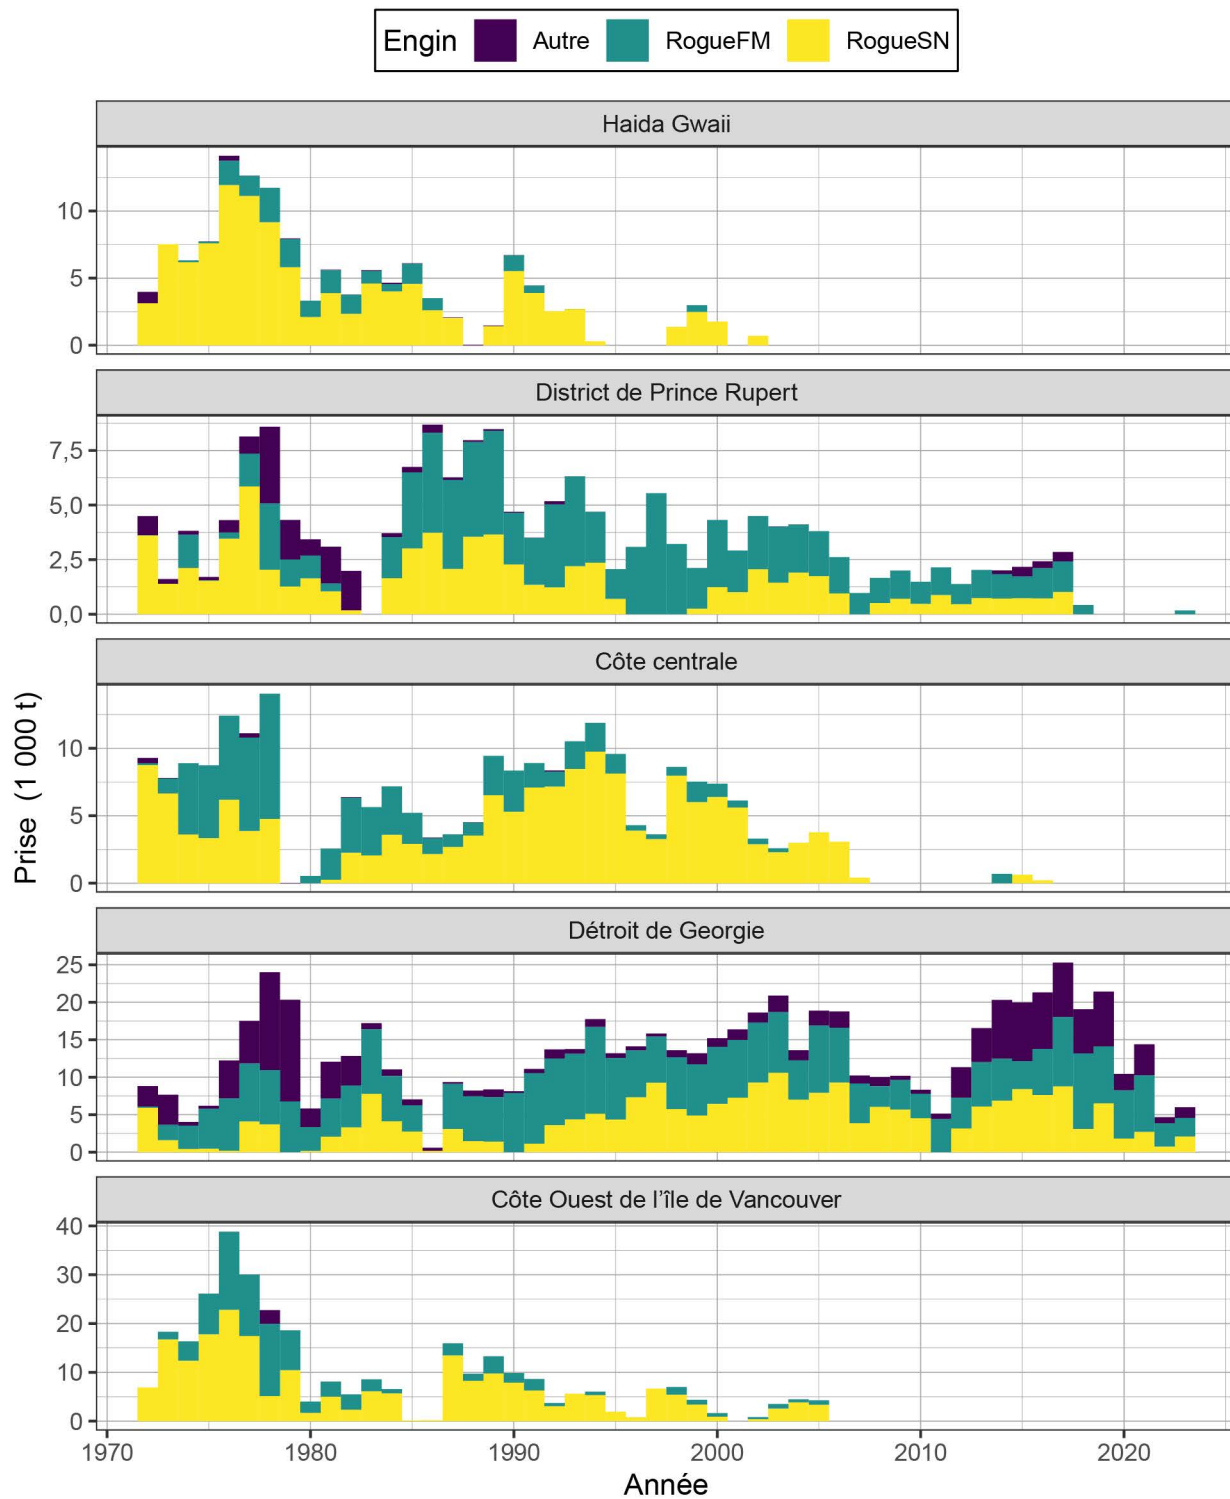 Engin Autre RogueFM RogueSN
Haida Gwaii
10
5
0
District de Prince Rupert
7,5
5,0
2,5
0,0
Côte centrale
10
5
0
Détroit de Georgie
25
20
15
10
5
0
Côte Ouest de l'île de Vancouver
40
30
20
10
0
1970 1980 1990 2000 2010 2020
Année
Prise (1 000 t)